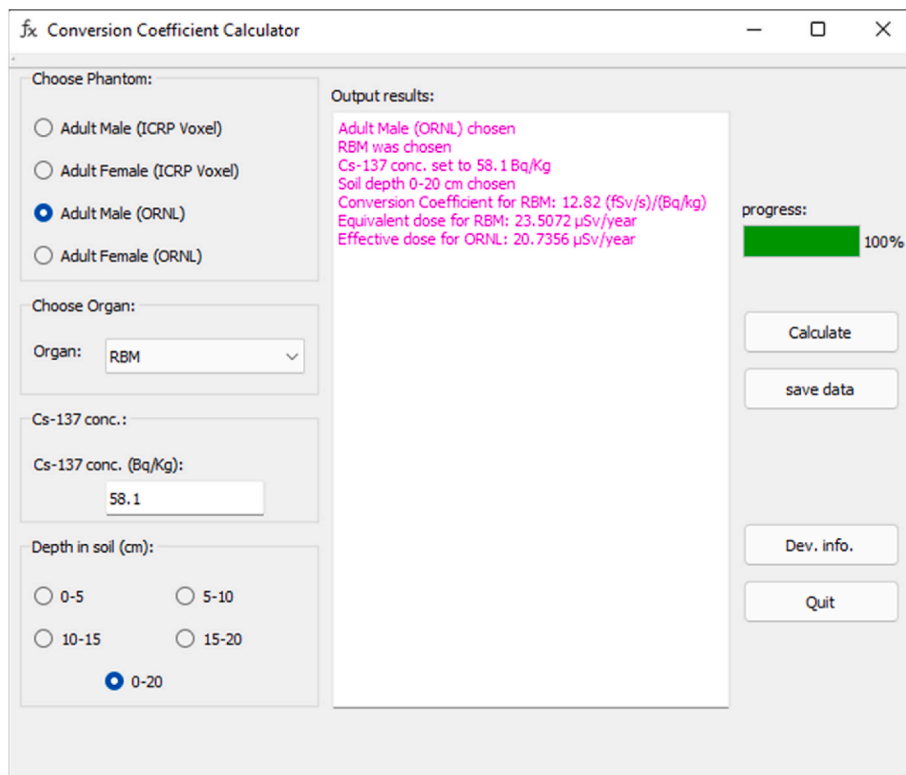 fx Conversion Coefficient Calculator
Choose Phantom:
Adult Male (ICRP Voxel)
Adult Female (ICRP Voxel)
Adult Male (ORNL)
Adult Female (ORNL)
Choose Organ:
Organ:
RBM
Cs-137 conc.:
Cs-137 conc. (Bq/Kg):
58.1
Depth in soil (cm):
0-5
5-10
10-15
15-20
0-20
Output results:
Adult Male (ORNL) chosen
RBM was chosen
Cs-137 conc. set to 58.1 Bq/Kg
Soil depth 0-20 cm chosen
Conversion Coefficient for RBM: 12.82 (fSv/s)/(Bq/kg)
Equivalent dose for RBM: 23.5072 µSv/year
Effective dose for ORNL: 20.7356 µSv/year
progress:
100%
Calculate
save data
Dev. info.
Quit